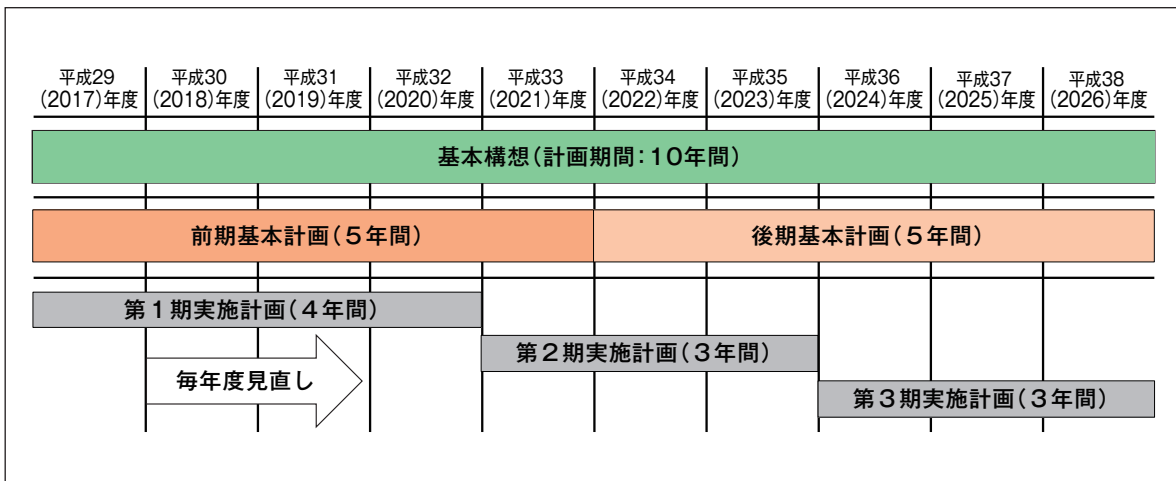 平成29
(2017)年度
平成30
(2018)年度
平成31
(2019)年度
平成32
(2020)年度
平成33
(2021)年度
平成34
(2022)年度
平成35
(2023)年度
平成36
(2024)年度
平成37
(2025)年度
平成38
(2026)年度
基本構想(計画期間:10年間)
前期基本計画(5年間)
後期基本計画(5年間)
第1期実施計画(4年間)
第2期実施計画(3年間)
毎年度見直し
第3期実施計画(3年間)